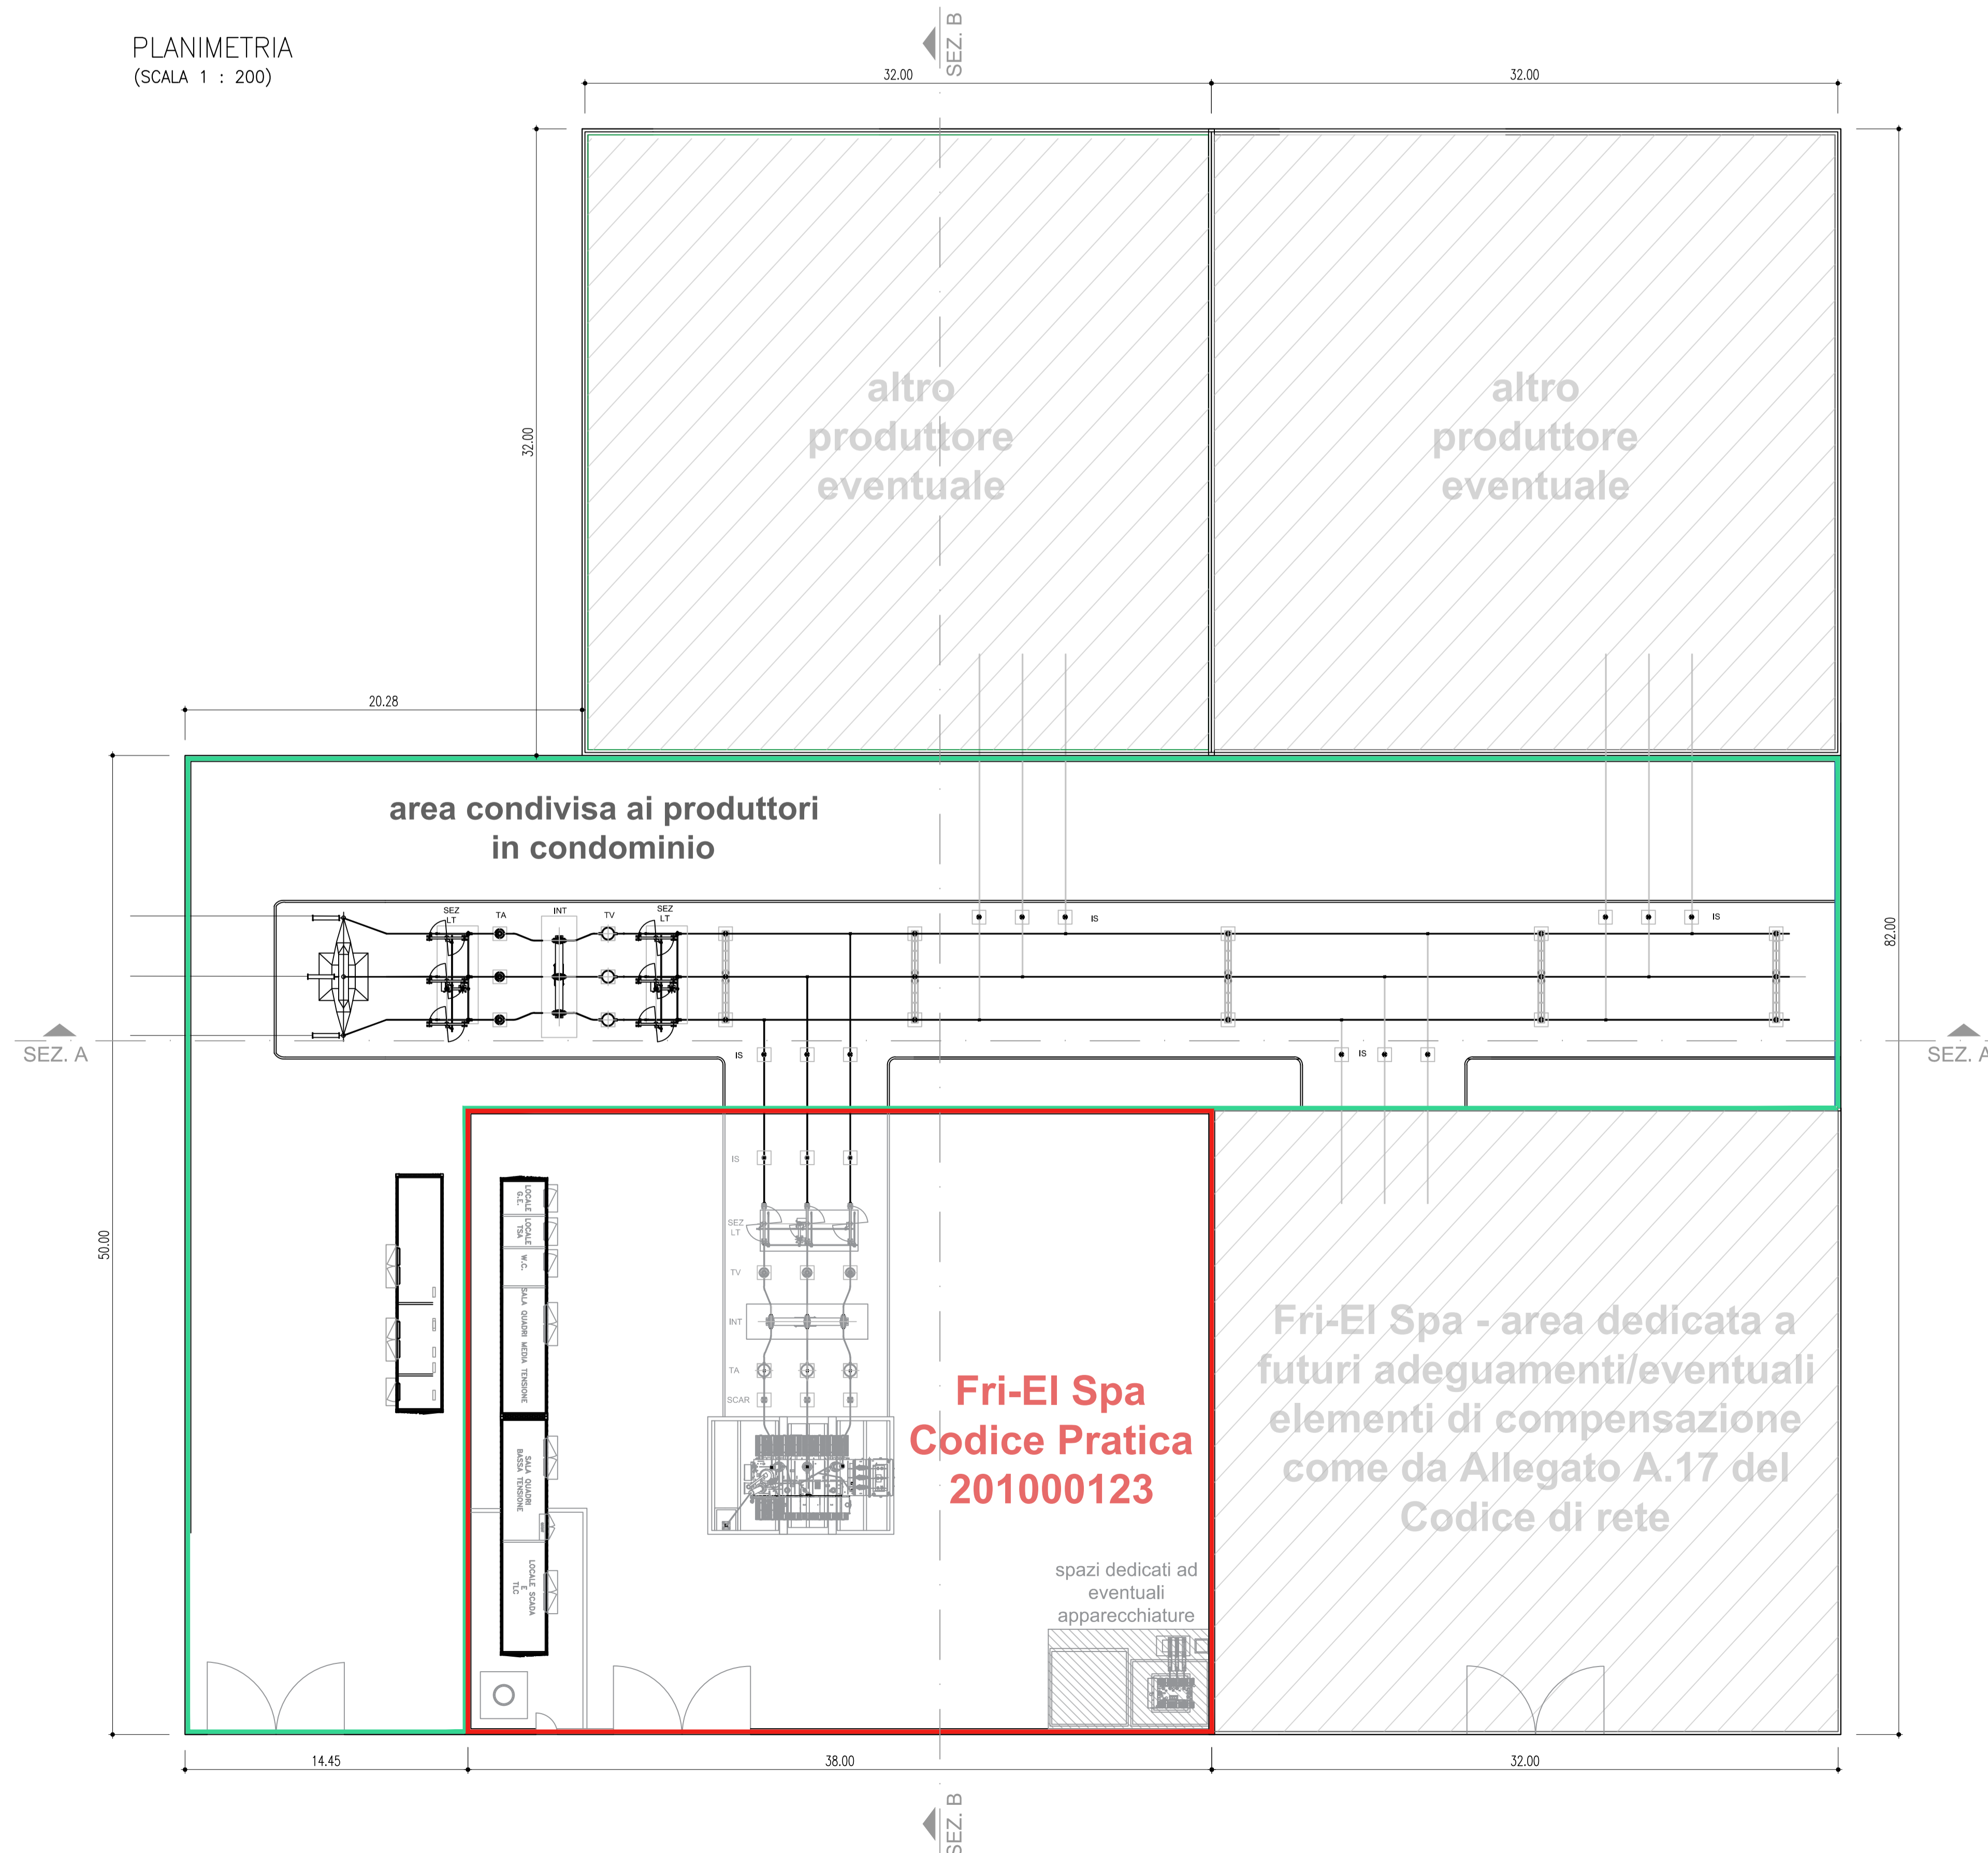 PLANIMETRIA
(SCALA 1 : 200)
SEZ. B
32.00
32.00
32.00
82.00
altro
produttore
eventuale
altro
produttore
eventuale
20.28
area condivisa ai produttori
in condominio
SEZ
LT
TA
INT
TV
SEZ
LT
IS
IS
SEZ. A
SEZ. A
IS
IS
50.00
LOCALE
G.E.
LOCALE
TSA
W.C.
SALA QUADRI MEDIA TENSIONE
SALA QUADRI
BASSA TENSIONE
LOCALE SCADA
E
TLC
IS
SEZ
LT
TV
INT
TA
SCAR
Fri-El Spa
Codice Pratica
201000123
Fri-El Spa - area dedicata a
futuri adeguamenti/eventuali
elementi di compensazione
come da Allegato A.17 del
Codice di rete
spazi dedicati ad
eventuali
apparecchiature
14.45
38.00
32.00
SEZ. B